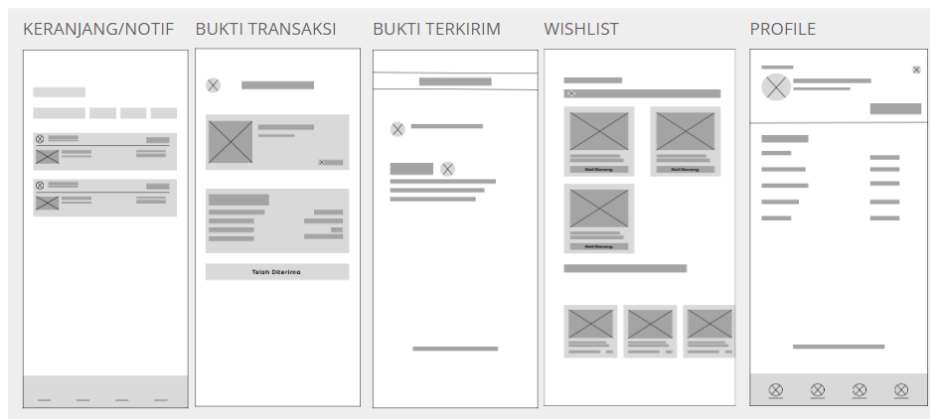 KERANJANG/NOTIF
BUKTI TRANSAKSI
BUKTI TERKIRIM
WISHLIST
PROFILE
Telah Diterima
Beli Barang
Beli Barang
Beli Barang